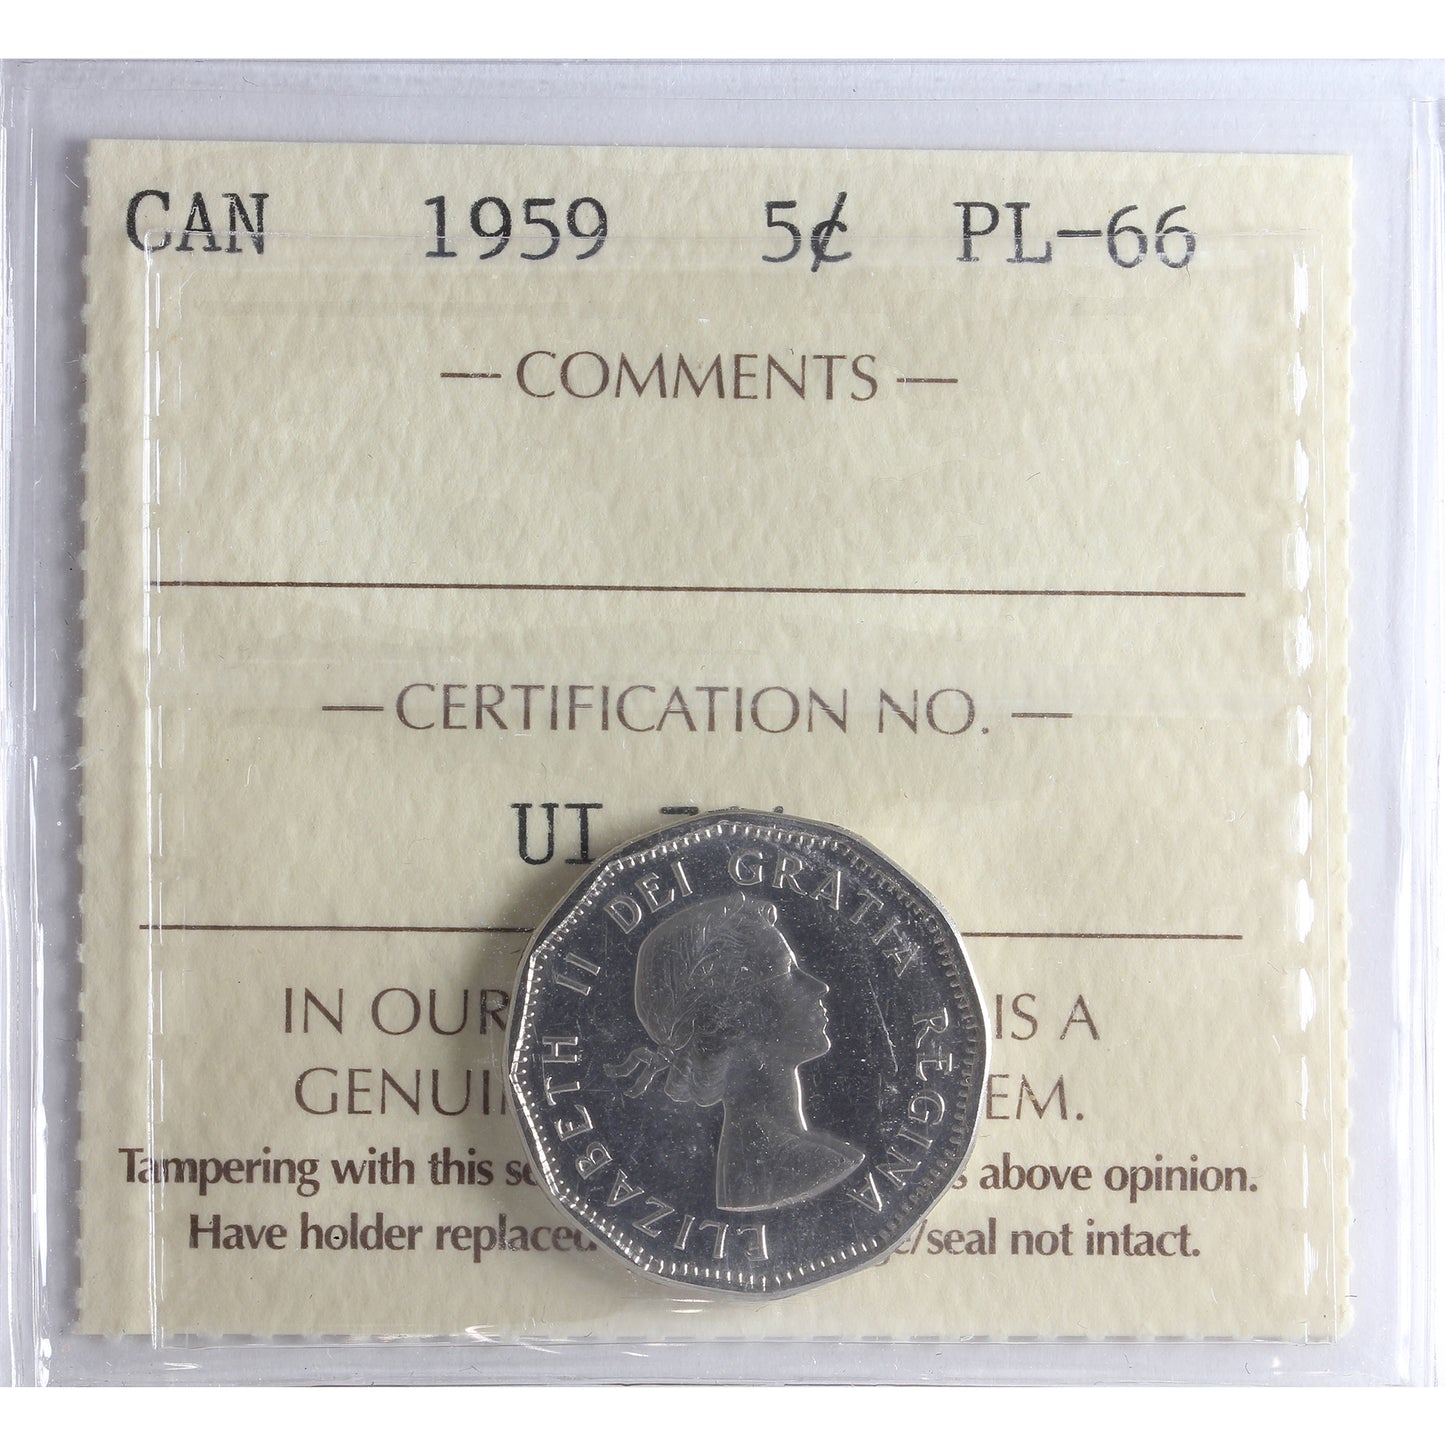 CAN 1959 5¢ PL-66
— COMMENTS —
— CERTIFICATION NO. —
UI
IN OUR IS A
GENUI EM.
Tampering with this se s above opinion.
Have holder replaced e/seal not intact.
ELIZABETH II DEI GRATIA REGINA